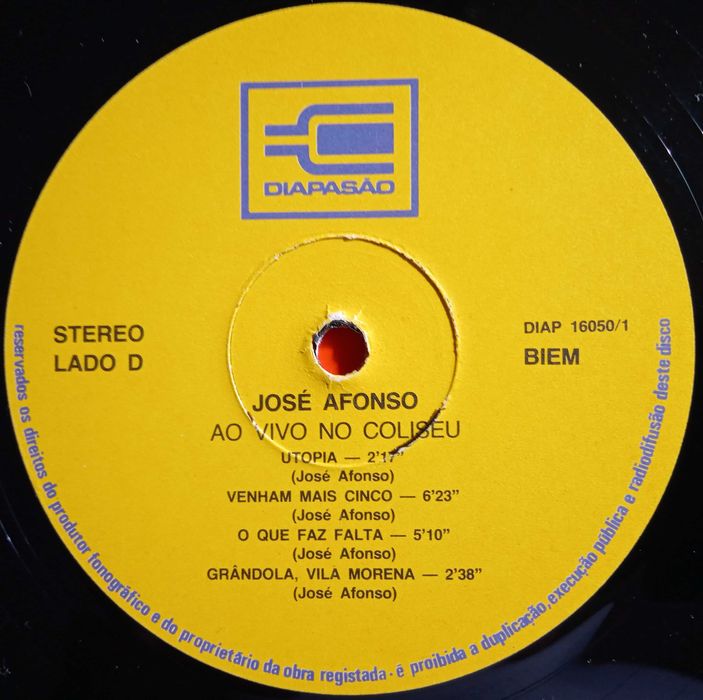 DIAPASÃO
STEREO
LADO D
DIAP 16050/1
BIEM
JOSÉ AFONSO
AO VIVO NO COLISEU
UTOPIA — 2'17"
(José Afonso)
VENHAM MAIS CINCO — 6'23"
(José Afonso)
O QUE FAZ FALTA — 5'10"
(José Afonso)
GRÂNDOLA, VILA MORENA — 2'38"
(José Afonso)
reservados os direitos do produtor fonográfico e do proprietário da obra registada · é proibida a duplicação, execução pública e radiodifusão deste disco